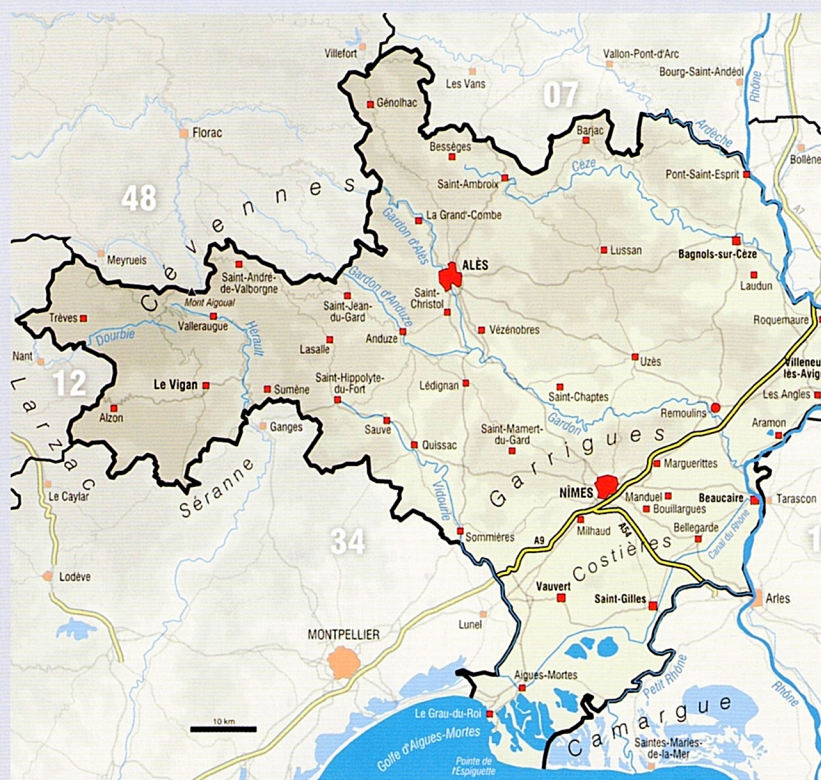 Villefort
Vallon-Pont-d'Arc
Bourg-Saint-Andéol
Les Vans
07
Rhône
Génolhac
Ardèche
Florac
Barjac
Bessèges
Bollène
Cèze
Pont-Saint-Esprit
Saint-Ambroix
48
Cévennes
A7
La Grand'-Combe
Gardon d'Alès
Lussan
Bagnols-sur-Cèze
Meyrueis
ALÈS
Saint-André-
de-Valborgne
Gardon d'Anduze
Laudun
Mont Aigoual
Saint-
Christol
Saint-Jean-
du-Gard
Trèves
Valleraugue
Roquemaure
Dourbie
Hérault
Anduze
Vézénobres
Lasalle
Nant
Uzès
Villeneu
lès-Avig
12
Le Vigan
Sumène
Saint-Hippolyte-
du-Fort
Lédignan
Saint-Chaptes
Les Angles
Larzac
Alzon
Gardon
Remoulins
Ganges
Sauve
Saint-Mamert-
du-Gard
Aramon
Quissac
Garrigues
Marguerittes
Séranne
Vidourle
NÎMES
Manduel
Beaucaire
Tarascon
Le Caylar
Bouillargues
Milhaud
Bellegarde
Canal du Rhône
34
Sommières
A9
A54
1
Costières
Lodève
Vauvert
Saint-Gilles
Arles
Lunel
MONTPELLIER
Aigues-Mortes
Petit Rhône
Rhône
Le Grau-du-Roi
Camargue
10 km
Golfe d'Aigues-Mortes
Saintes-Maries-
de-la-Mer
Pointe de
l'Espiguette